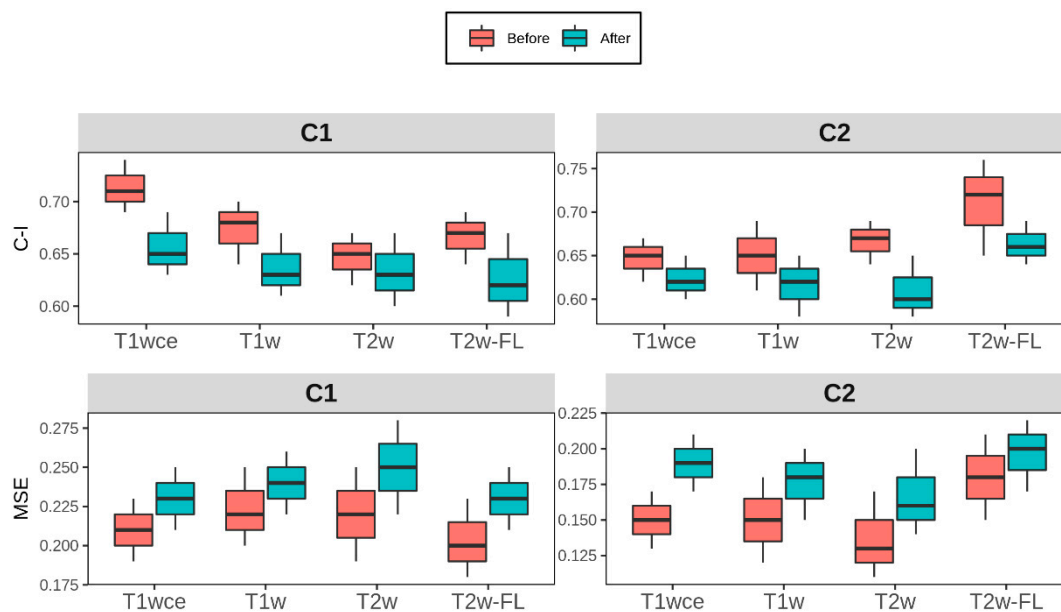 Before After
C1 C2
C-I
0.70
0.65
0.60
0.75
0.70
0.65
0.60
T1wce T1w T2w T2w-FL T1wce T1w T2w T2w-FL
C1 C2
MSE
0.275
0.250
0.225
0.200
0.175
0.225
0.200
0.175
0.150
0.125
T1wce T1w T2w T2w-FL T1wce T1w T2w T2w-FL